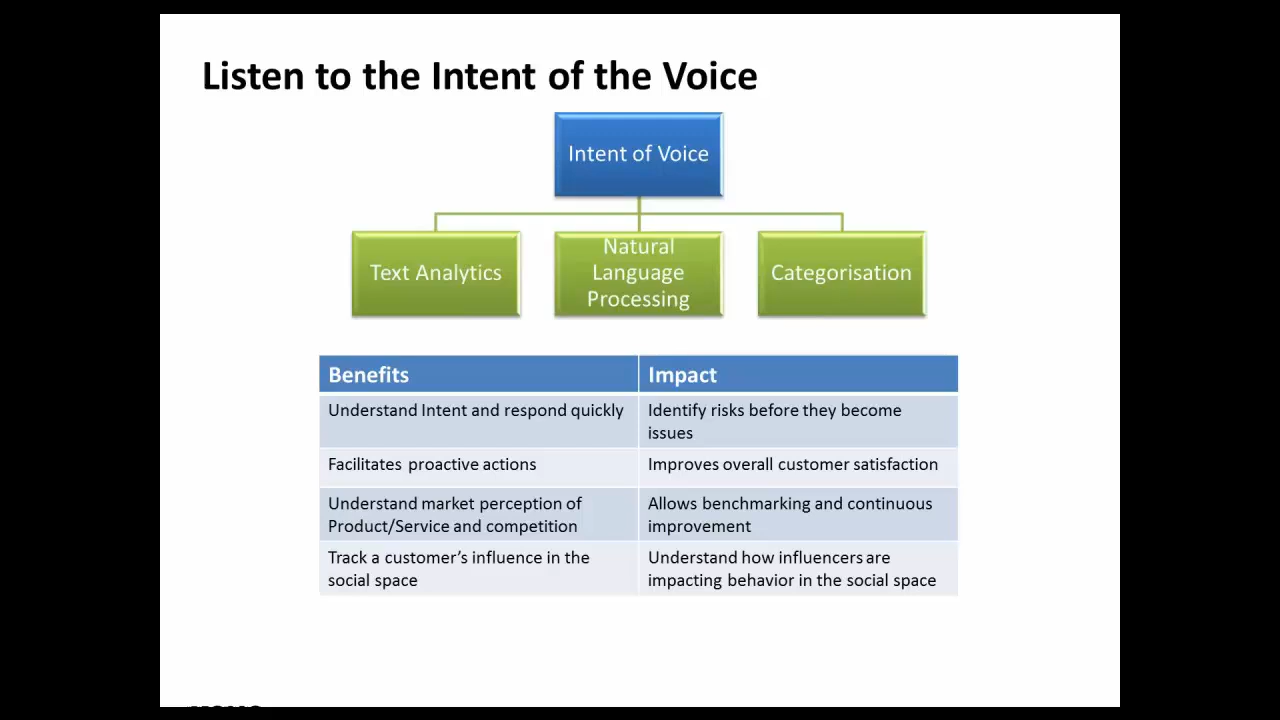 Listen to the Intent of the Voice
Intent of Voice
Text Analytics
Natural
Language
Processing
Categorisation
Benefits
Impact
Understand Intent and respond quickly
Identify risks before they become
issues
Facilitates proactive actions
Improves overall customer satisfaction
Understand market perception of
Product/Service and competition
Allows benchmarking and continuous
improvement
Track a customer's influence in the
social space
Understand how influencers are
impacting behavior in the social space